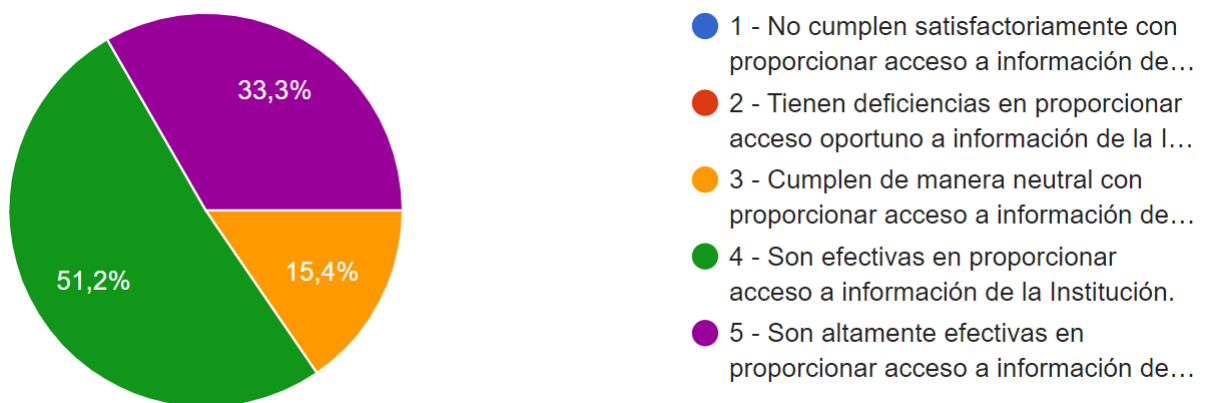 33,3%
15,4%
51,2%
1 - No cumplen satisfactoriamente con
proporcionar acceso a información de…
2 - Tienen deficiencias en proporcionar
acceso oportuno a información de la I…
3 - Cumplen de manera neutral con
proporcionar acceso a información de…
4 - Son efectivas en proporcionar
acceso a información de la Institución.
5 - Son altamente efectivas en
proporcionar acceso a información de…